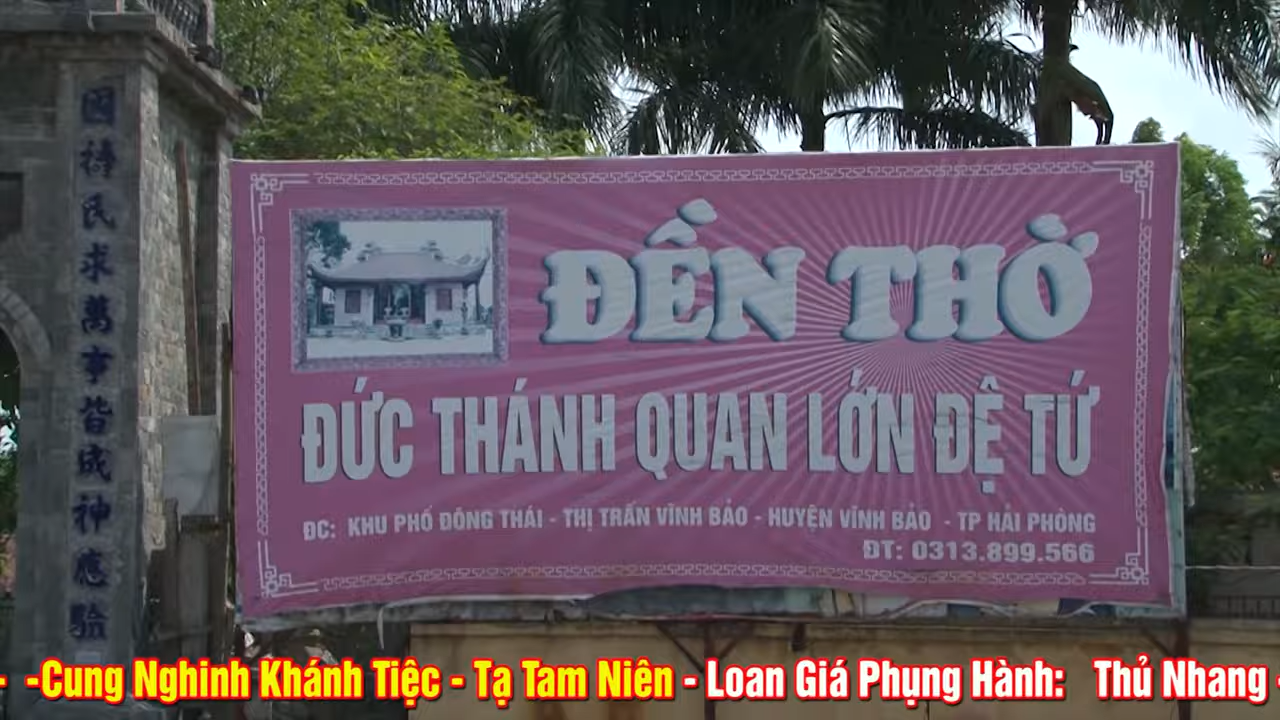 國禱民求萬事皆成神應驗
ĐỀN THỜ
ĐỨC THÁNH QUAN LỚN ĐỆ TỨ
ĐC: KHU PHỐ ĐÔNG THÁI - THỊ TRẤN VĨNH BẢO - HUYỆN VĨNH BẢO - TP HẢI PHÒNG
ĐT: 0313.899.566
- -Cung Nghinh Khánh Tiệc - Tạ Tam Niên - Loan Giá Phụng Hành: Thủ Nhang -